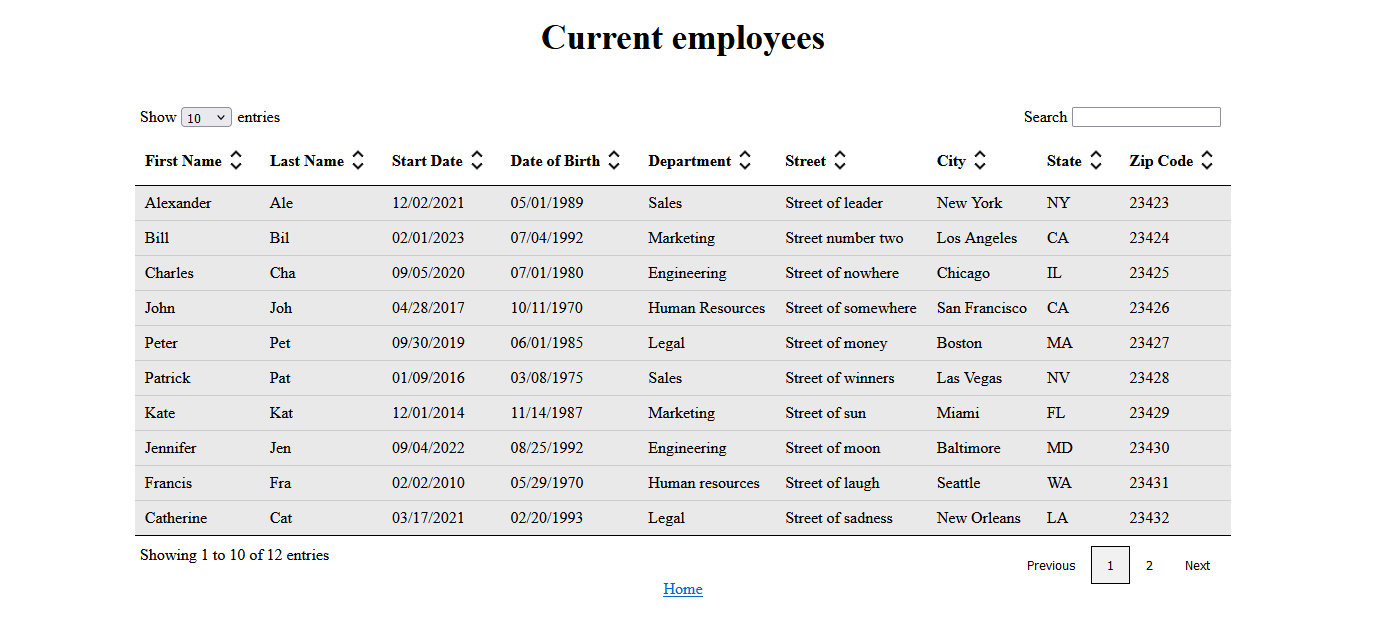 Current employees
Show 10 entries Search
First Name Last Name Start Date Date of Birth Department Street City State Zip Code
Alexander Ale 12/02/2021 05/01/1989 Sales Street of leader New York NY 23423
Bill Bil 02/01/2023 07/04/1992 Marketing Street number two Los Angeles CA 23424
Charles Cha 09/05/2020 07/01/1980 Engineering Street of nowhere Chicago IL 23425
John Joh 04/28/2017 10/11/1970 Human Resources Street of somewhere San Francisco CA 23426
Peter Pet 09/30/2019 06/01/1985 Legal Street of money Boston MA 23427
Patrick Pat 01/09/2016 03/08/1975 Sales Street of winners Las Vegas NV 23428
Kate Kat 12/01/2014 11/14/1987 Marketing Street of sun Miami FL 23429
Jennifer Jen 09/04/2022 08/25/1992 Engineering Street of moon Baltimore MD 23430
Francis Fra 02/02/2010 05/29/1970 Human resources Street of laugh Seattle WA 23431
Catherine Cat 03/17/2021 02/20/1993 Legal Street of sadness New Orleans LA 23432
Showing 1 to 10 of 12 entries Previous 1 2 Next
Home